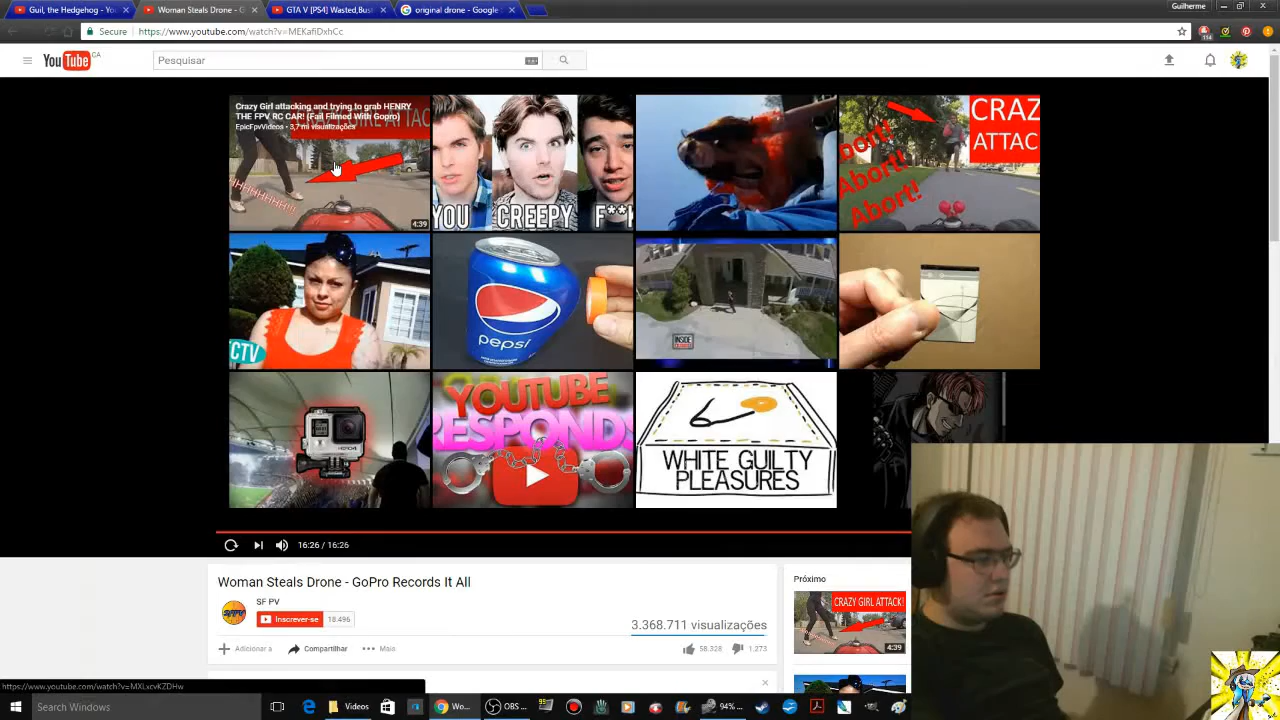 Guil, the Hedgehog - Yo
Woman Steals Drone - G
GTA V [PS4] Wasted,Bus
original drone - Google
Guilherme
Secure
https://www.youtube.com/watch?v=MEKafiDxhCc
YouTube CA
Pesquisar
Crazy Girl attacking and trying to grab HENRY
THE FPV RC CAR! (Fail Filmed With Gopro)
EpicFpvVideos • 3,7 mi visualizações
4:39
YOU CREEPY F**K
CRAZ
ATTAC
bort!
Abort!
Abort!
CTV
pepsi
INSIDE
YOUTUBE
RESPONDS
WHITE GUILTY
PLEASURES
16:26 / 16:26
Woman Steals Drone - GoPro Records It All
SF PV
Inscrever-se
18.496
3.368.711 visualizações
Adicionar a
Compartilhar
Mais
58.328
1.273
Próximo
CRAZY GIRL ATTACK!
4:39
https://www.youtube.com/watch?v=MXLxcvKZDHw
Search Windows
Videos
Wo...
OBS ...
94% ...